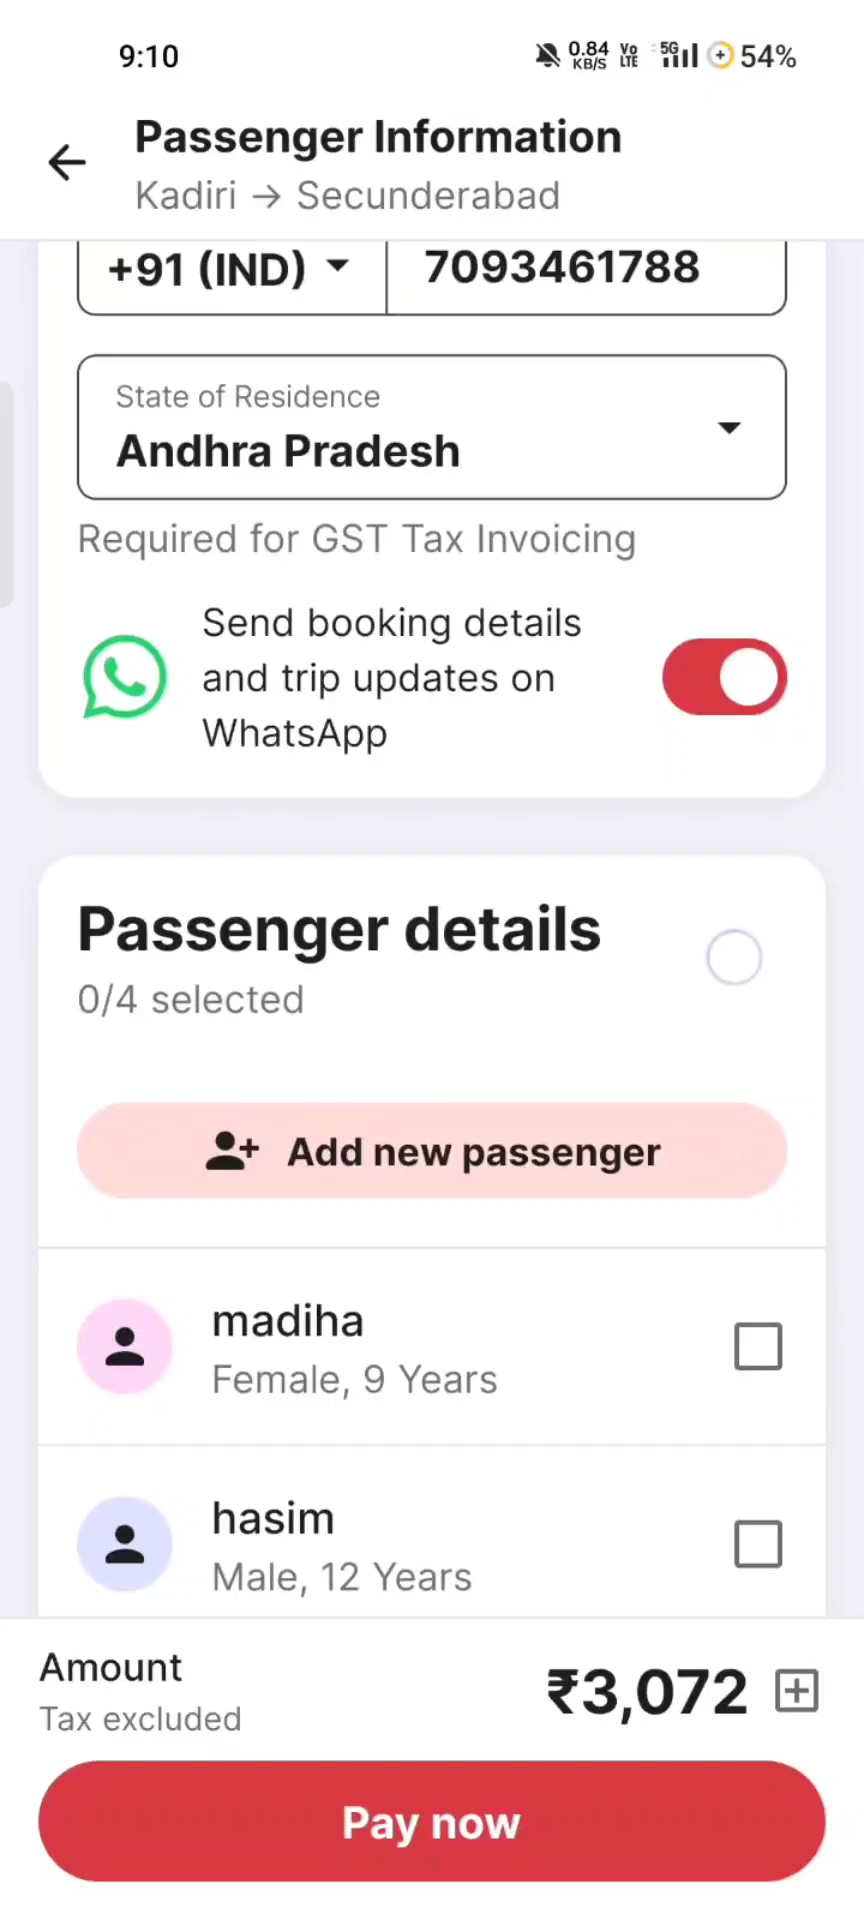 9:10
0.84 KB/S Vo LTE 5G 54%
Passenger Information
Kadiri → Secunderabad
+91 (IND) 7093461788
State of Residence
Andhra Pradesh
Required for GST Tax Invoicing
Send booking details
and trip updates on
WhatsApp
Passenger details
0/4 selected
Add new passenger
madiha
Female, 9 Years
hasim
Male, 12 Years
Amount
₹3,072
Tax excluded
Pay now